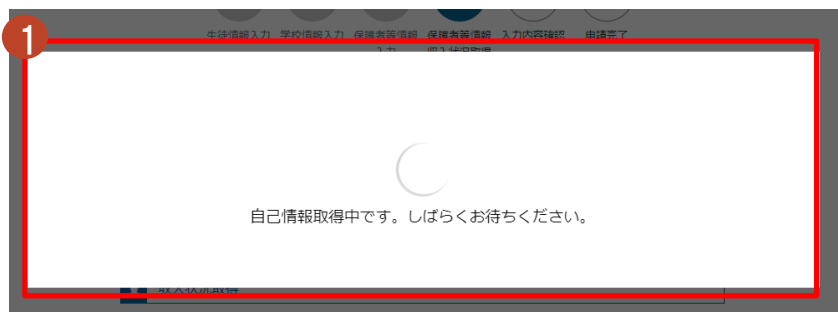 1
生徒情報入力 学校情報入力 保護者等情報 保護者等情報 入力内容確認 申請完了
入力 収入状況取得
自己情報取得中です。しばらくお待ちください。
収入状況取得